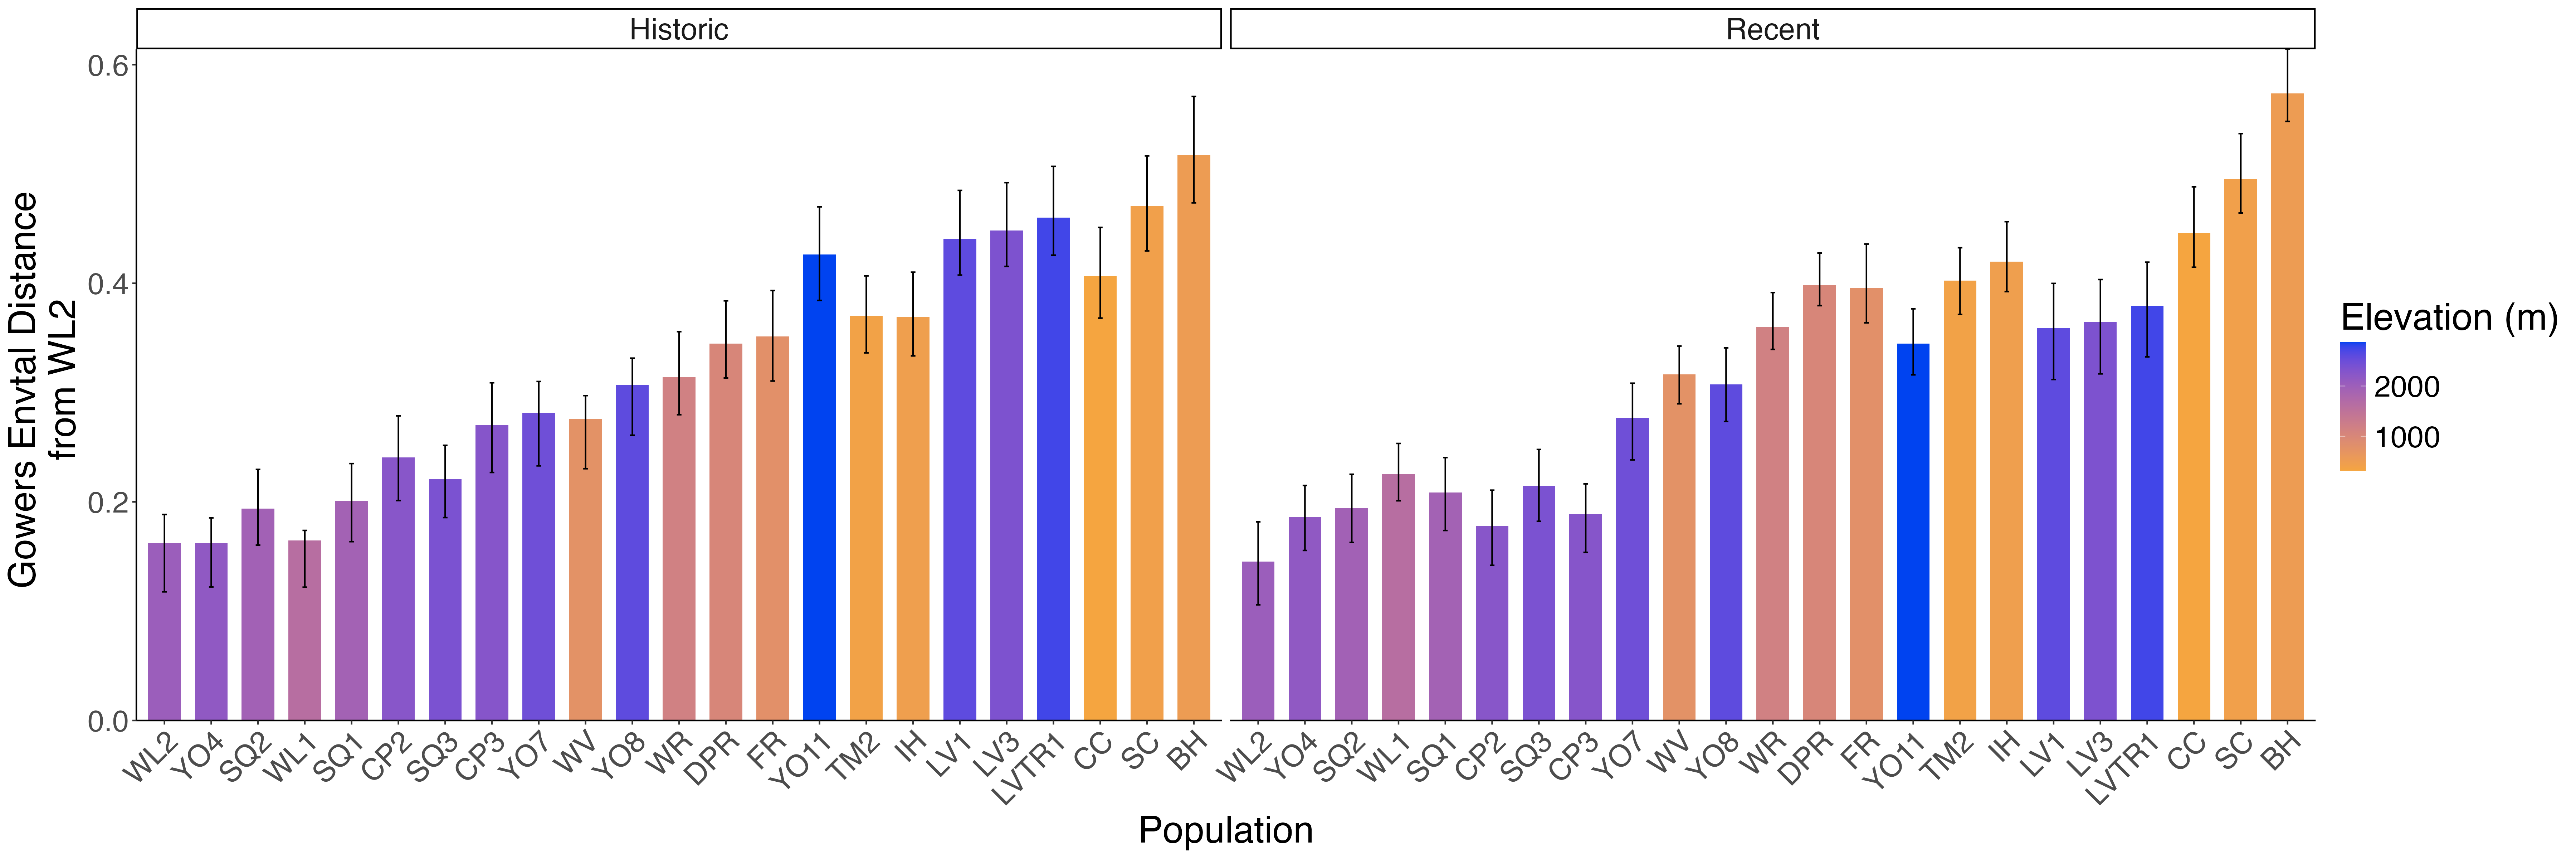 Historic
Recent
Gowers Envtal Distance
from WL2
0.6
0.4
0.2
0.0
WL2 YO4 SQ2 WL1 SQ1 CP2 SQ3 CP3 YO7 WV YO8 WR DPR FR YO11 TM2 IH LV1 LV3 LVTR1 CC SC BH
WL2 YO4 SQ2 WL1 SQ1 CP2 SQ3 CP3 YO7 WV YO8 WR DPR FR YO11 TM2 IH LV1 LV3 LVTR1 CC SC BH
Population
Elevation (m)
2000
1000